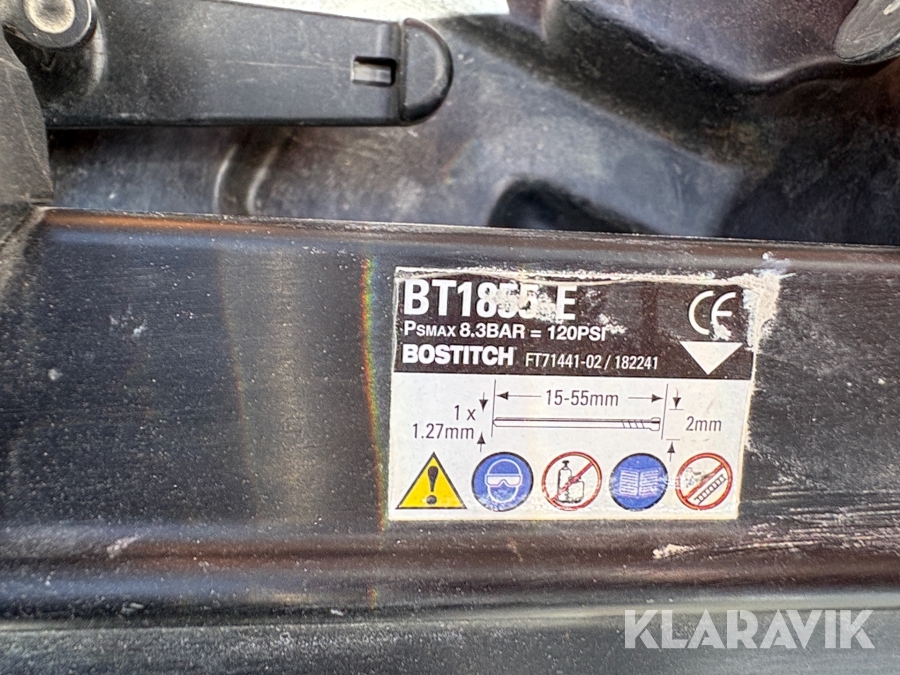 BT1855-E
PSMAX 8.3BAR = 120PSI
BOSTITCH FT71441-02 / 182241
CE
15-55mm
1 x
1.27mm
2mm
KLARAVIK